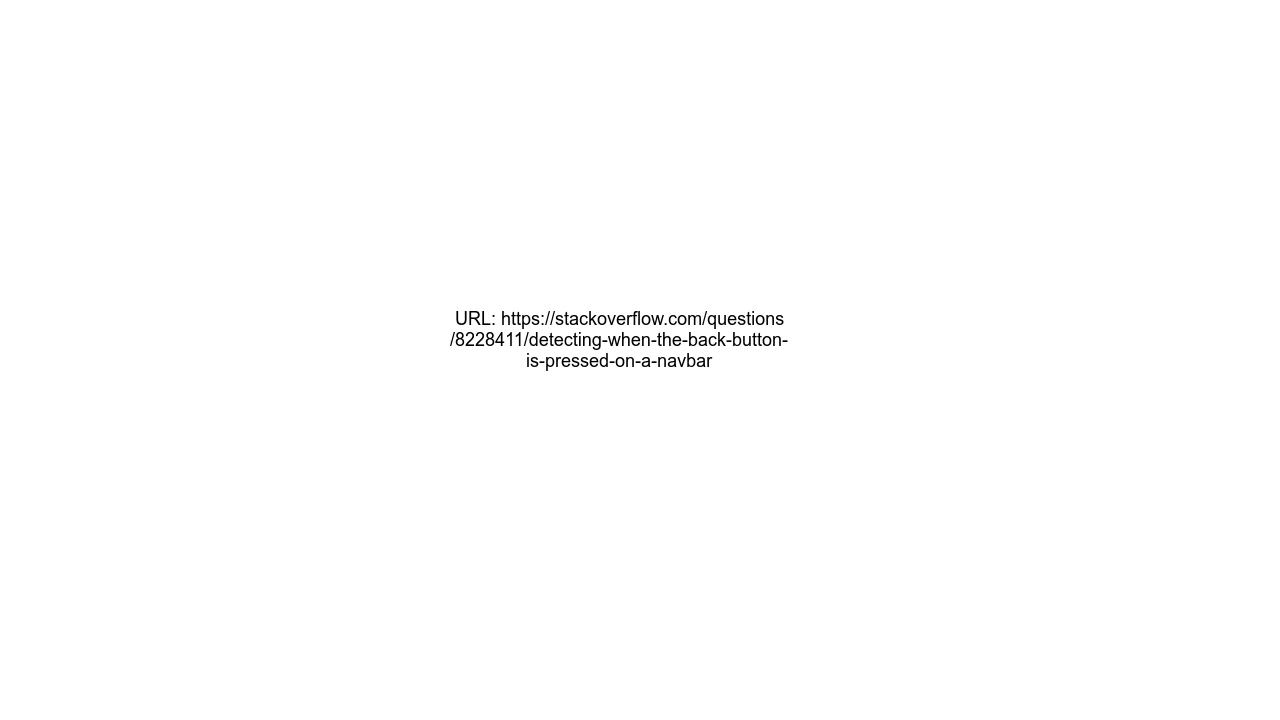 URL: https://stackoverflow.com/questions
/8228411/detecting-when-the-back-button-
is-pressed-on-a-navbar